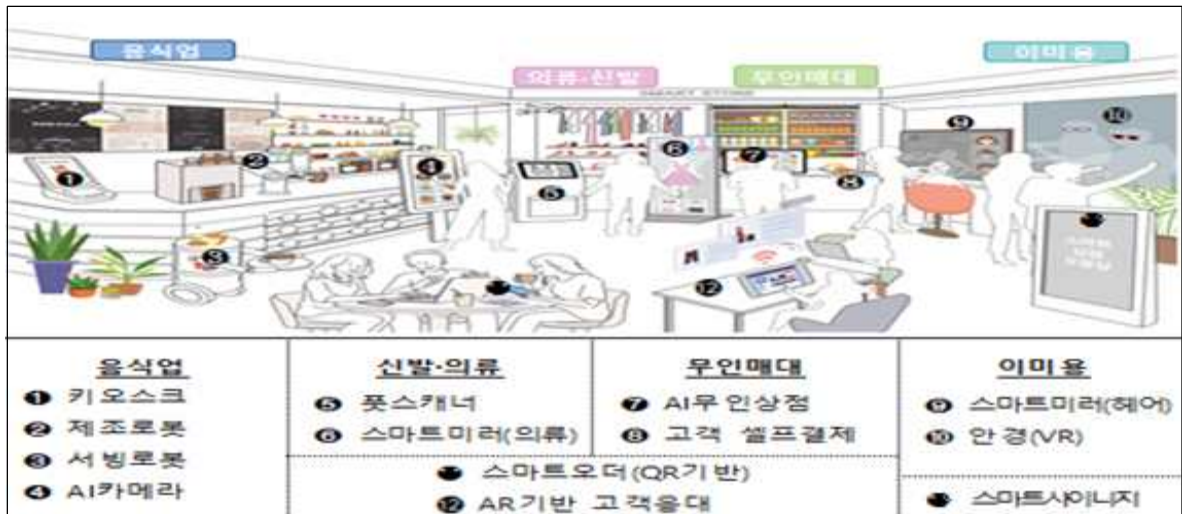 음식업
의류·신발
무인매대
이미용
SMART STORE
음식업
❶ 키오스크
❷ 제조로봇
❸ 서빙로봇
❹ AI카메라
신발·의류
❺ 풋스캐너
❻ 스마트미러(의류)
무인매대
❼ AI무인상점
❽ 고객 셀프결제
이미용
❾ 스마트미러(헤어)
❿ 안경(VR)
스마트오더(QR기반)
⓬ AR기반 고객응대
스마트사이니지